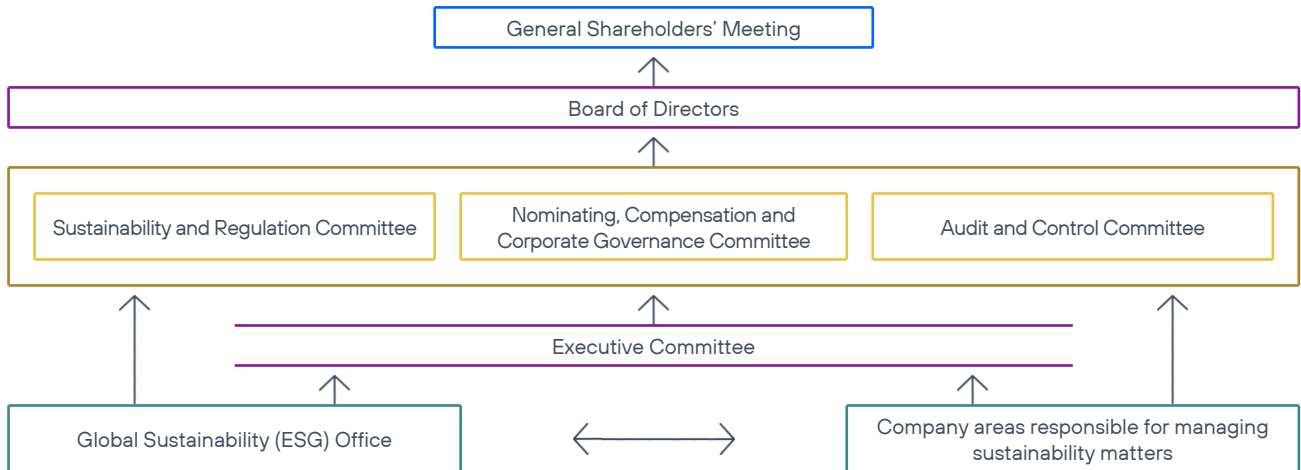 General Shareholders’ Meeting
Board of Directors
Sustainability and Regulation Committee
Nominating, Compensation and
Corporate Governance Committee
Audit and Control Committee
Executive Committee
Global Sustainability (ESG) Office
Company areas responsible for managing
sustainability matters